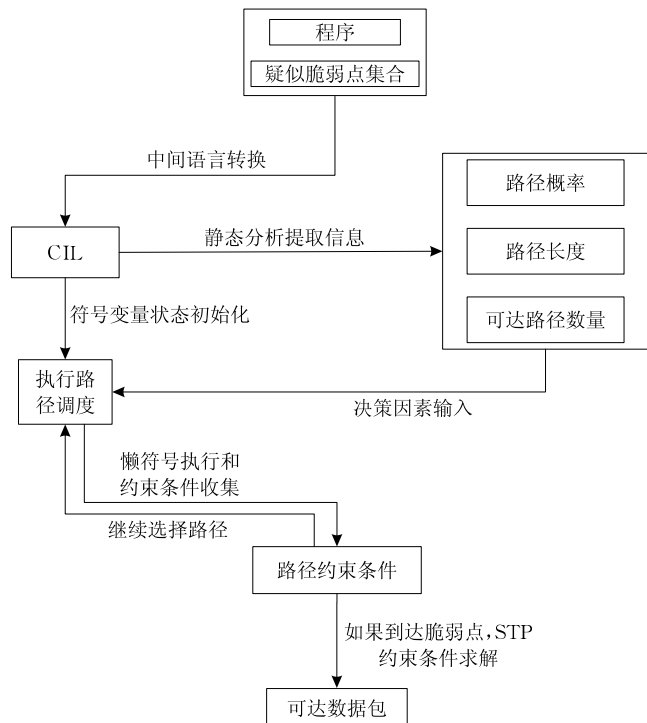 程序
疑似脆弱点集合
中间语言转换
路径概率
CIL
静态分析提取信息
路径长度
符号变量状态初始化
可达路径数量
执行路
径调度
决策因素输入
懒符号执行和
约束条件收集
继续选择路径
路径约束条件
如果到达脆弱点,STP
约束条件求解
可达数据包